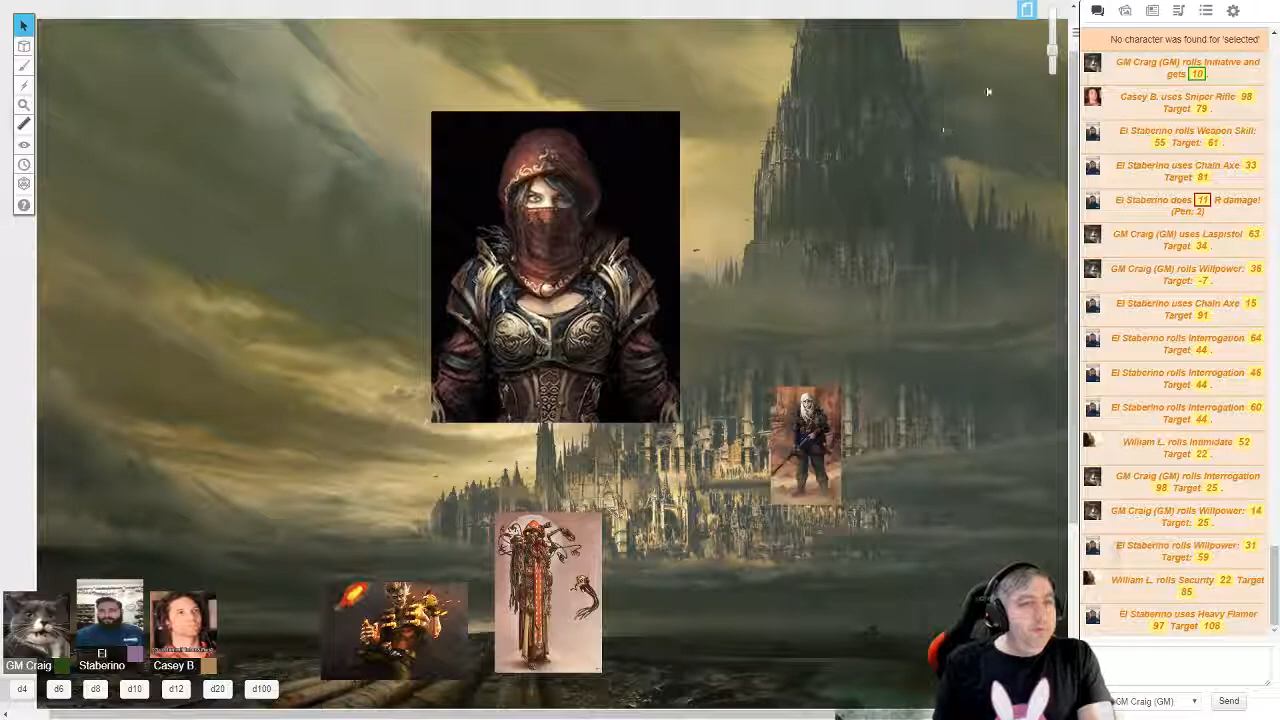 No character was found for 'selected'
GM Craig (GM) rolls Initiative and
gets 10 .
Casey B. uses Sniper Rifle 98
Target 79 .
El Staberino rolls Weapon Skill:
55 Target: 61 .
El Staberino uses Chain Axe 33
Target 81 .
El Staberino does 11 R damage!
(Pen: 2)
GM Craig (GM) uses Laspistol 63
Target 34 .
GM Craig (GM) rolls Willpower: 36
Target: -7 .
El Staberino uses Chain Axe 15
Target 91 .
El Staberino rolls Interrogation 64
Target 44 .
El Staberino rolls Interrogation 46
Target 44 .
El Staberino rolls Interrogation 60
Target 44 .
William L. rolls Intimidate 52
Target 22 .
GM Craig (GM) rolls Interrogation
98 Target 25 .
GM Craig (GM) rolls Willpower: 14
Target: 25 .
El Staberino rolls Willpower: 31
Target: 59
William L. rolls Security 22 Target
85
El Staberino uses Heavy Flamer
97 Target 106
GM Craig
El
Staberino
Casey B
d4 d6 d8 d10 d12 d20 d100
GM Craig (GM)
Send